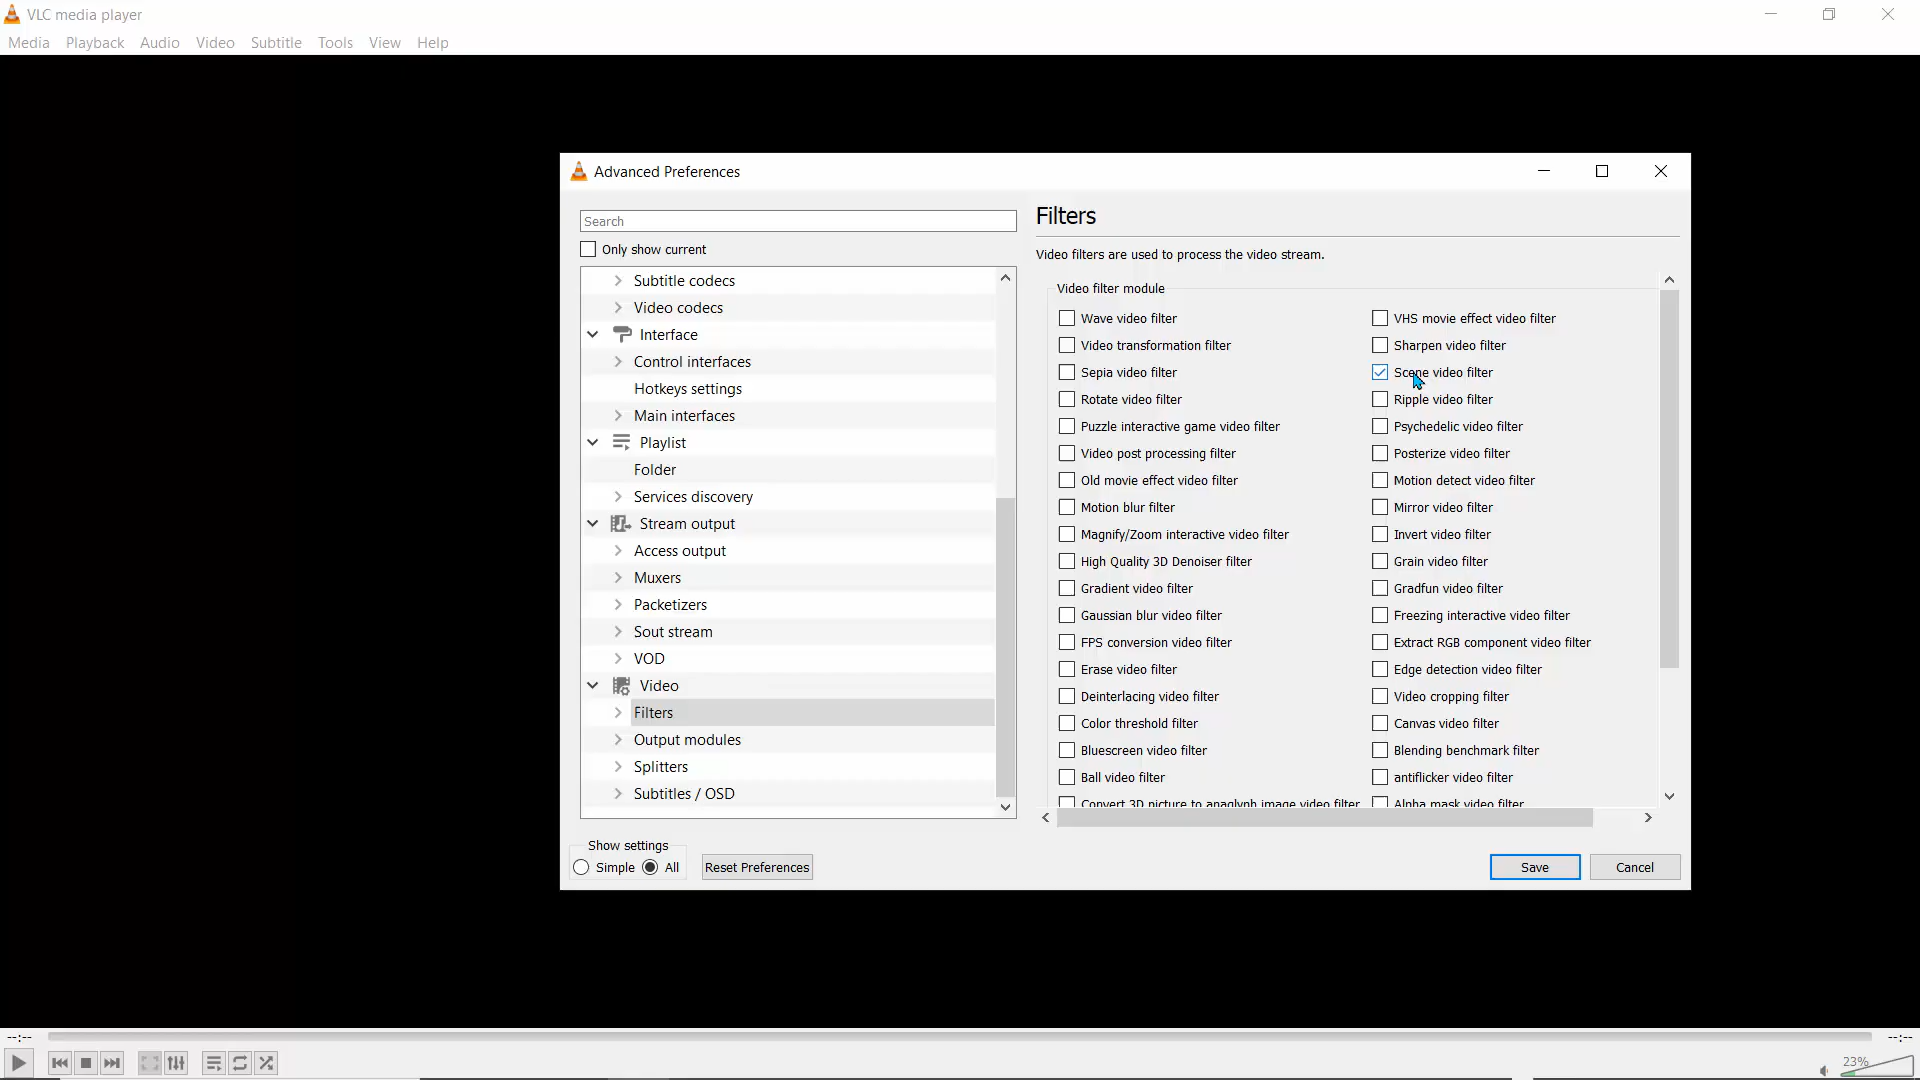 VLC media player
Media Playback Audio Video Subtitle Tools View Help
Advanced Preferences
Search
Only show current
Subtitle codecs
Video codecs
Interface
Control interfaces
Hotkeys settings
Main interfaces
Playlist
Folder
Services discovery
Stream output
Access output
Muxers
Packetizers
Sout stream
VOD
Video
Filters
Output modules
Splitters
Subtitles / OSD
Show settings
Simple All Reset Preferences
Filters
Video filters are used to process the video stream.
Video filter module
Wave video filter VHS movie effect video filter
Video transformation filter Sharpen video filter
Sepia video filter Scene video filter
Rotate video filter Ripple video filter
Puzzle interactive game video filter Psychedelic video filter
Video post processing filter Posterize video filter
Old movie effect video filter Motion detect video filter
Motion blur filter Mirror video filter
Magnify/Zoom interactive video filter Invert video filter
High Quality 3D Denoiser filter Grain video filter
Gradient video filter Gradfun video filter
Gaussian blur video filter Freezing interactive video filter
FPS conversion video filter Extract RGB component video filter
Erase video filter Edge detection video filter
Deinterlacing video filter Video cropping filter
Color threshold filter Canvas video filter
Bluescreen video filter Blending benchmark filter
Ball video filter antiflicker video filter
Convert 3D picture to anaglyph image video filter Alpha mask video filter
Save Cancel
--:-- --:--
23%